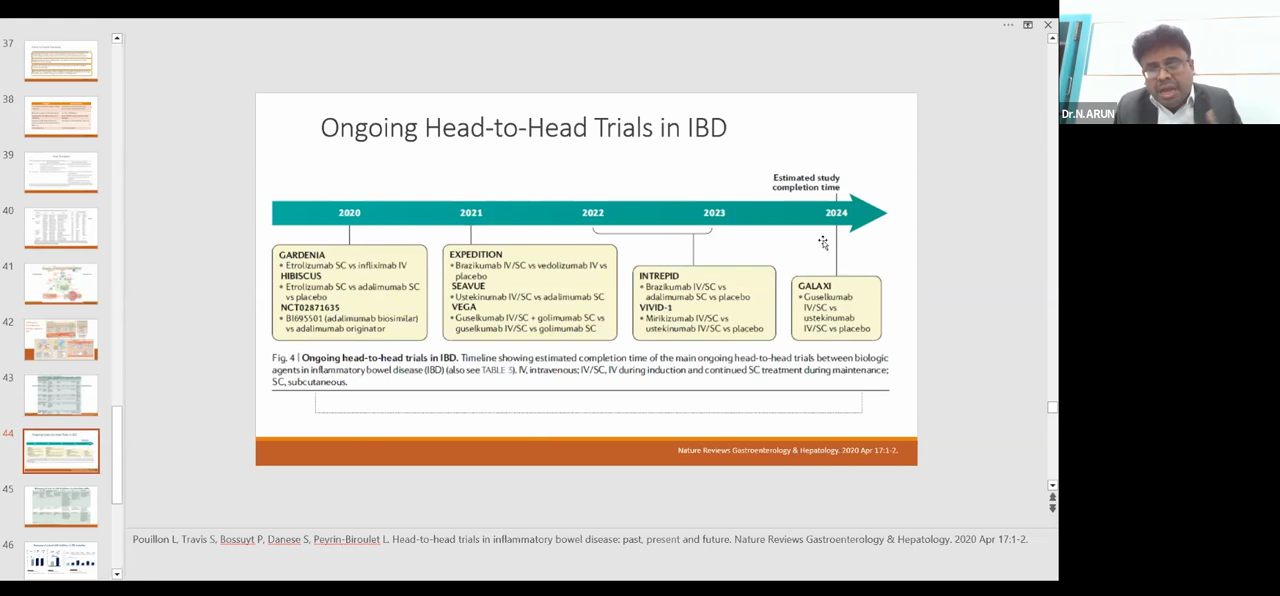 37
38
39
40
41
42
43
44
45
46
Ongoing Head-to-Head Trials in IBD
Estimated study
completion time
2020
2021
2022
2023
2024
GARDENIA
• Etrolizumab SC vs infliximab IV
HIBISCUS
• Etrolizumab SC vs adalimumab SC
vs placebo
NCT02871635
• BI695501 (adalimumab biosimilar)
vs adalimumab originator
EXPEDITION
• Brazikumab IV/SC vs vedolizumab IV vs
placebo
SEAVUE
• Ustekinumab IV/SC vs adalimumab SC
VEGA
• Guselkumab IV/SC + golimumab SC vs
guselkumab IV/SC vs golimumab SC
INTREPID
• Brazikumab IV/SC vs
adalimumab SC vs placebo
VIVID-1
• Mirikizumab IV/SC vs
ustekinumab IV/SC vs placebo
GALAXI
• Guselkumab
IV/SC vs
ustekinumab
IV/SC vs placebo
Fig. 4 | Ongoing head-to-head trials in IBD. Timeline showing estimated completion time of the main ongoing head-to-head trials between biologic
agents in inflammatory bowel disease (IBD) (also see TABLE 3). IV, intravenous; IV/SC, IV during induction and continued SC treatment during maintenance;
SC, subcutaneous.
Nature Reviews Gastroenterology & Hepatology. 2020 Apr 17:1-2.
Pouillon L, Travis S, Bossuyt P, Danese S, Peyrin-Biroulet L. Head-to-head trials in inflammatory bowel disease: past, present and future. Nature Reviews Gastroenterology & Hepatology. 2020 Apr 17:1-2.
Dr.N.ARUN